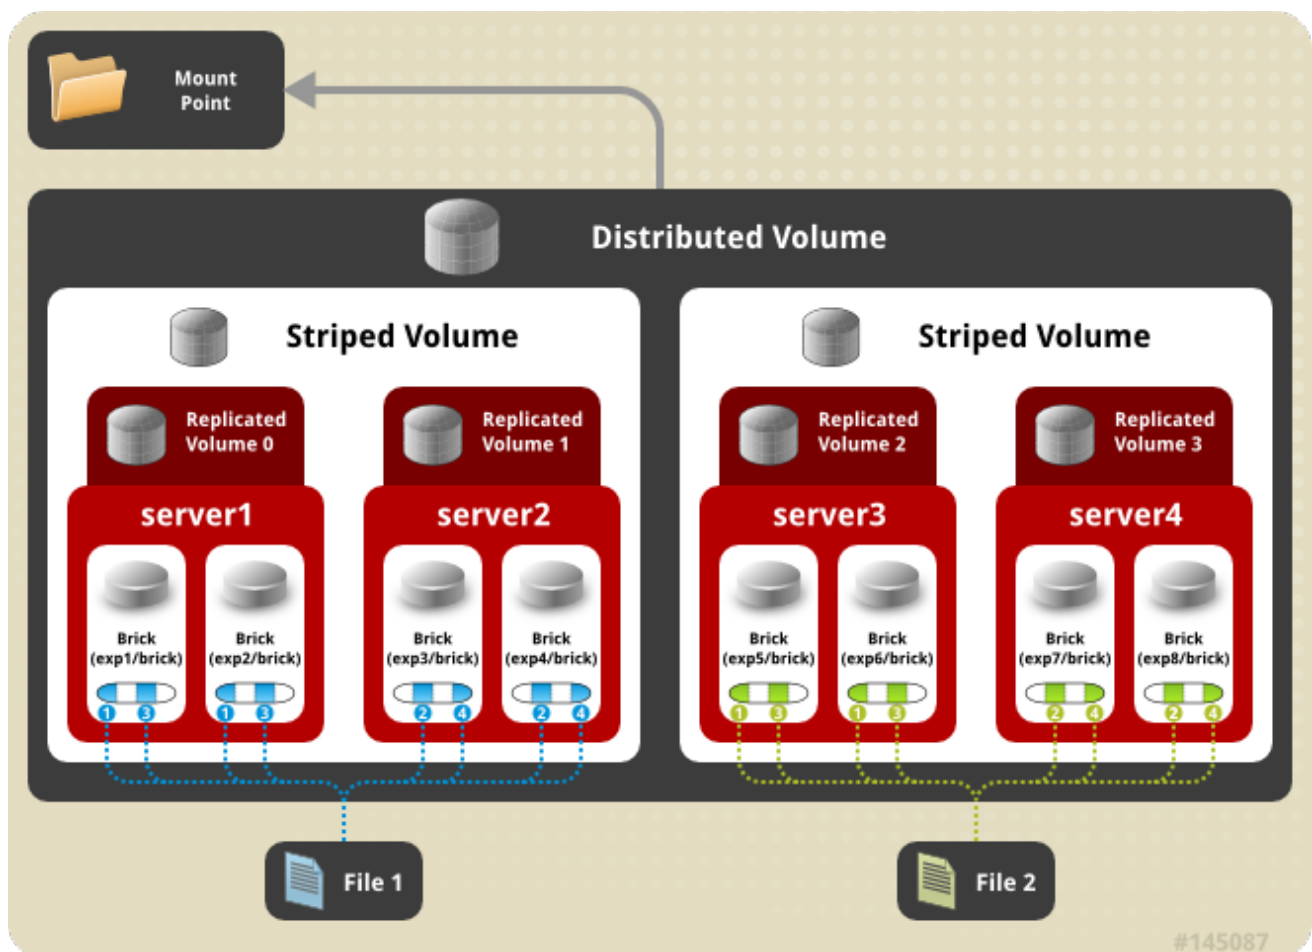 Mount
Point
Distributed Volume
Striped Volume
Replicated
Volume 0
Replicated
Volume 1
server1
server2
Brick
(exp1/brick)
Brick
(exp2/brick)
Brick
(exp3/brick)
Brick
(exp4/brick)
1 3
1 3
2 4
2 4
Striped Volume
Replicated
Volume 2
Replicated
Volume 3
server3
server4
Brick
(exp5/brick)
Brick
(exp6/brick)
Brick
(exp7/brick)
Brick
(exp8/brick)
1 3
1 3
2 4
2 4
File 1
File 2
#145087